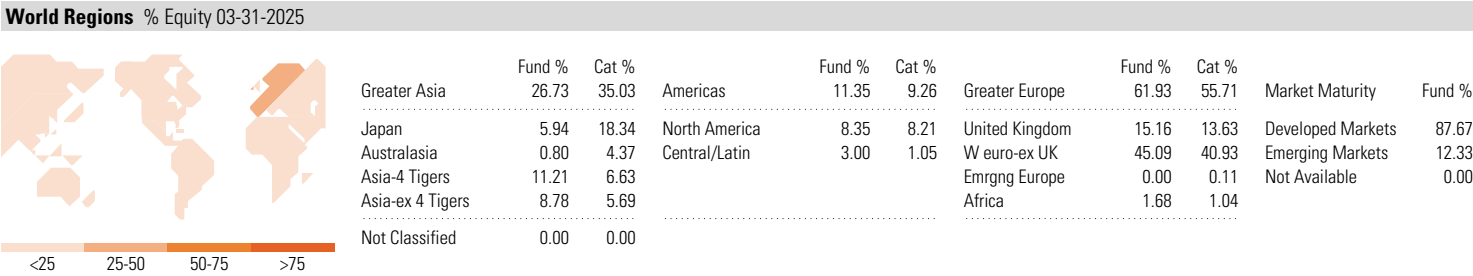 World Regions % Equity 03-31-2025
Fund % Cat % Fund % Cat % Fund % Cat %
Greater Asia 26.73 35.03 Americas 11.35 9.26 Greater Europe 61.93 55.71 Market Maturity Fund %
Japan 5.94 18.34 North America 8.35 8.21 United Kingdom 15.16 13.63 Developed Markets 87.67
Australasia 0.80 4.37 Central/Latin 3.00 1.05 W euro-ex UK 45.09 40.93 Emerging Markets 12.33
Asia-4 Tigers 11.21 6.63 Emrgng Europe 0.00 0.11 Not Available 0.00
Asia-ex 4 Tigers 8.78 5.69 Africa 1.68 1.04
Not Classified 0.00 0.00
<25 25-50 50-75 >75